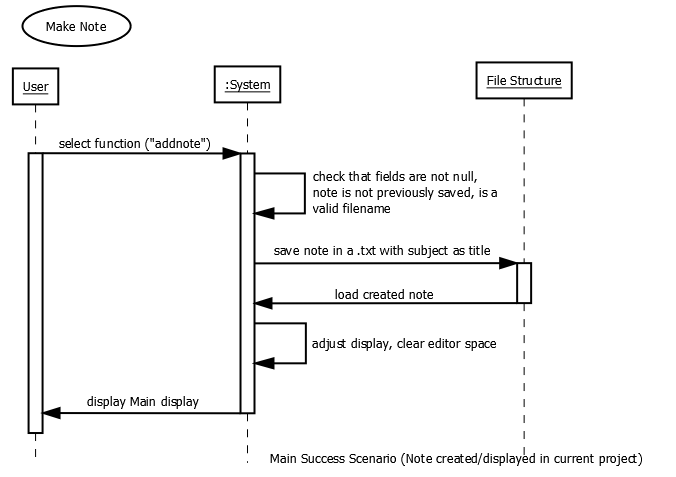 Make Note
User
:System
File Structure
select function ("addnote")
check that fields are not null,
note is not previously saved, is a
valid filename
save note in a .txt with subject as title
load created note
adjust display, clear editor space
display Main display
Main Success Scenario (Note created/displayed in current project)